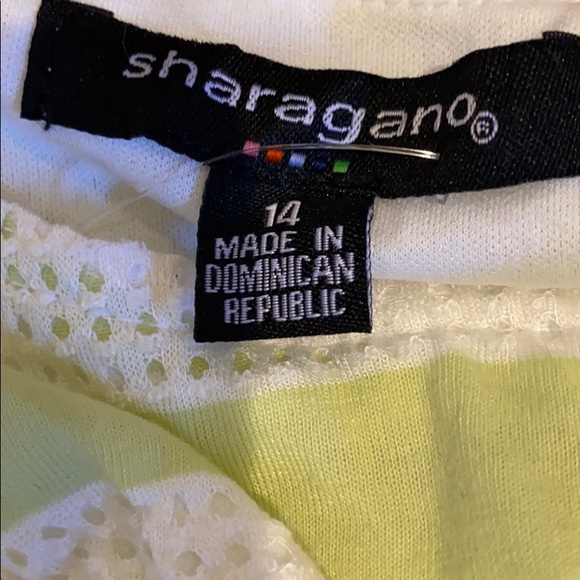 sharagano®
14
MADE IN
DOMINICAN
REPUBLIC